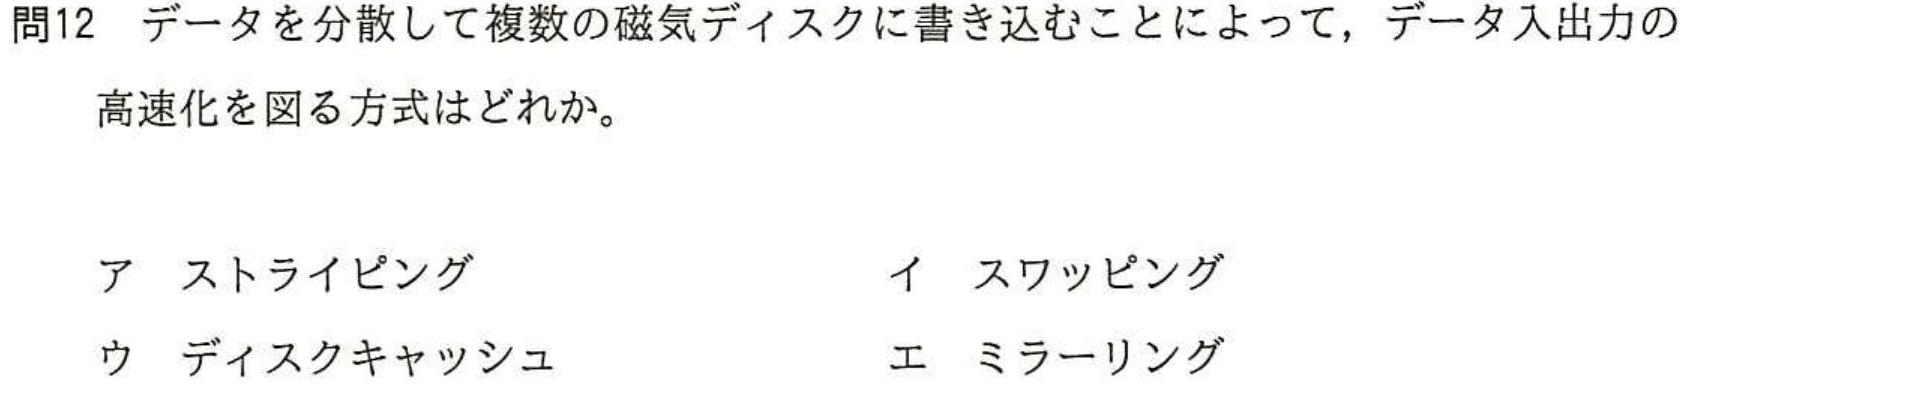 問12　データを分散して複数の磁気ディスクに書き込むことによって，データ入出力の
高速化を図る方式はどれか。
ア　ストライピング　イ　スワッピング
ウ　ディスクキャッシュ　エ　ミラーリング